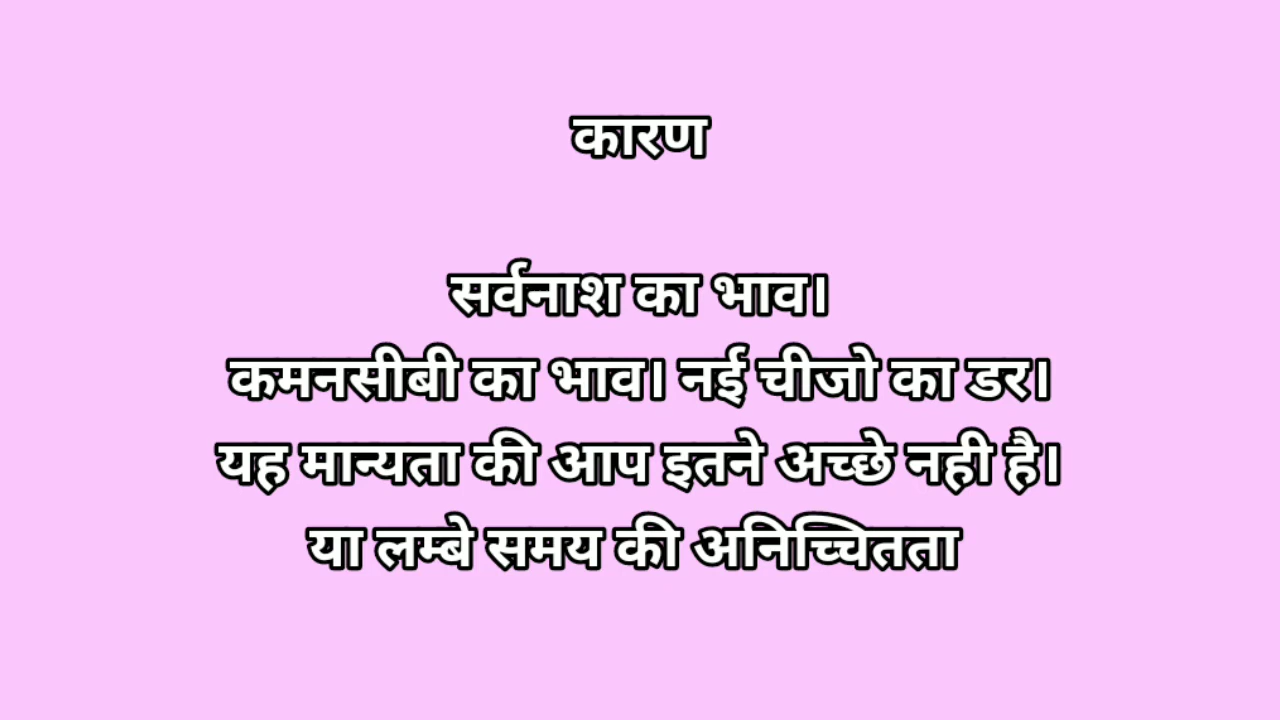 कारण
सर्वनाश का भाव।
कमनसीबी का भाव। नई चीजो का डर।
यह मान्यता की आप इतने अच्छे नही है।
या लम्बे समय की अनिच्चितता